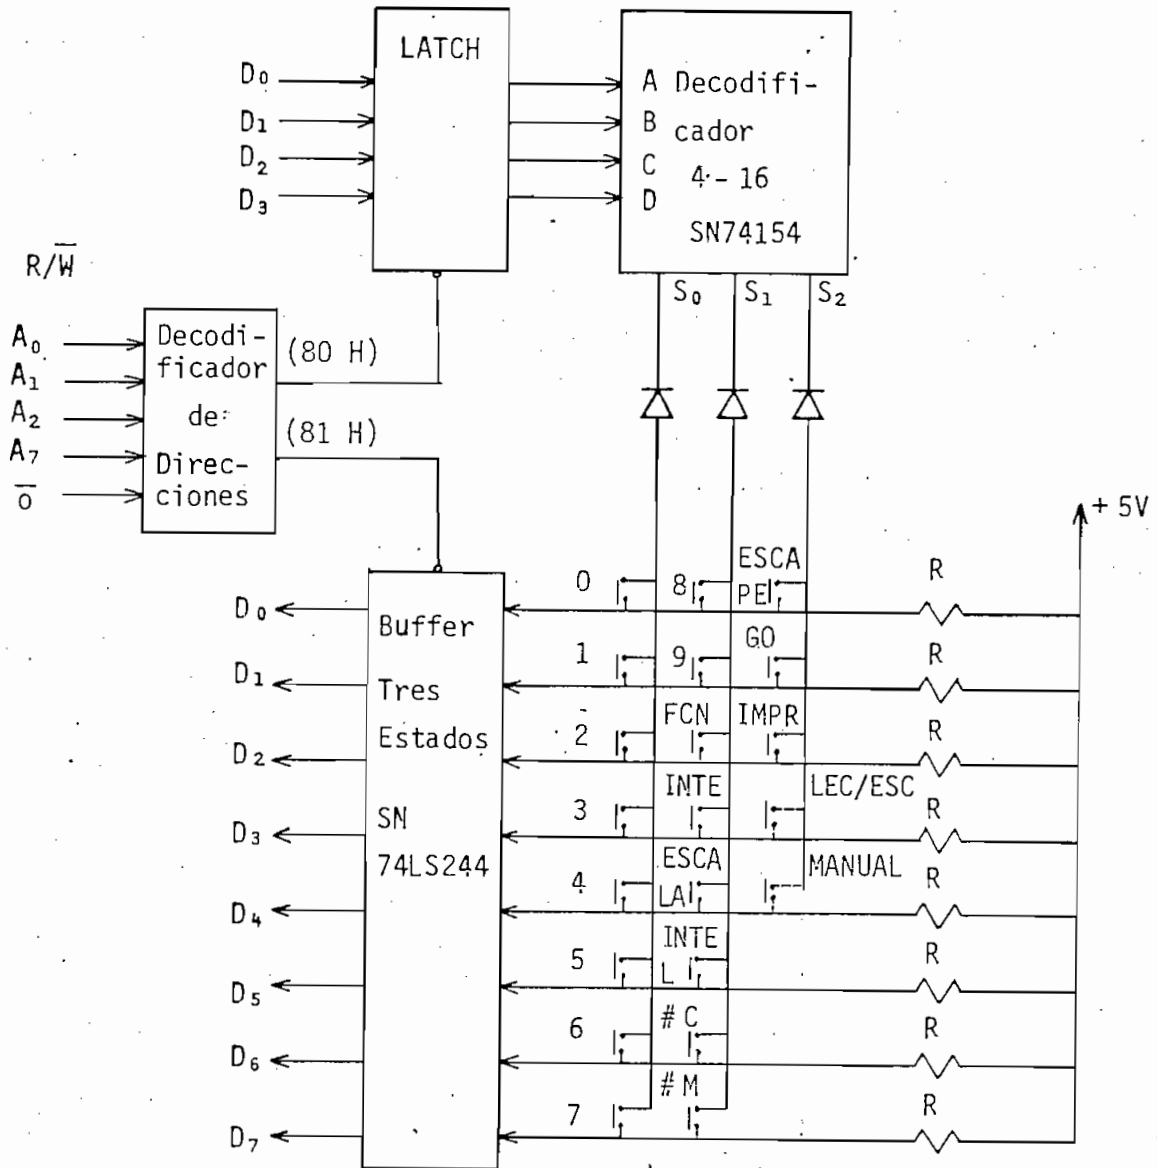 LATCH
D0
D1
D2
D3
A Decodifi-
B cador
C 4 - 16
D
SN74154
R/W̅
S0 S1 S2
A0
A1
A2
A7
o̅
Decodi-
ficador
de
Direc-
ciones
(80 H)
(81 H)
+ 5V
Buffer
Tres
Estados
SN
74LS244
D0
D1
D2
D3
D4
D5
D6
D7
0 8 ESCA
PE
R
1 9 GO
R
2 FCN IMPR
R
3 INTE LEC/ESC
R
4 ESCA
LA
MANUAL
R
5 INTE
L
R
6 # C
R
7 # M
R